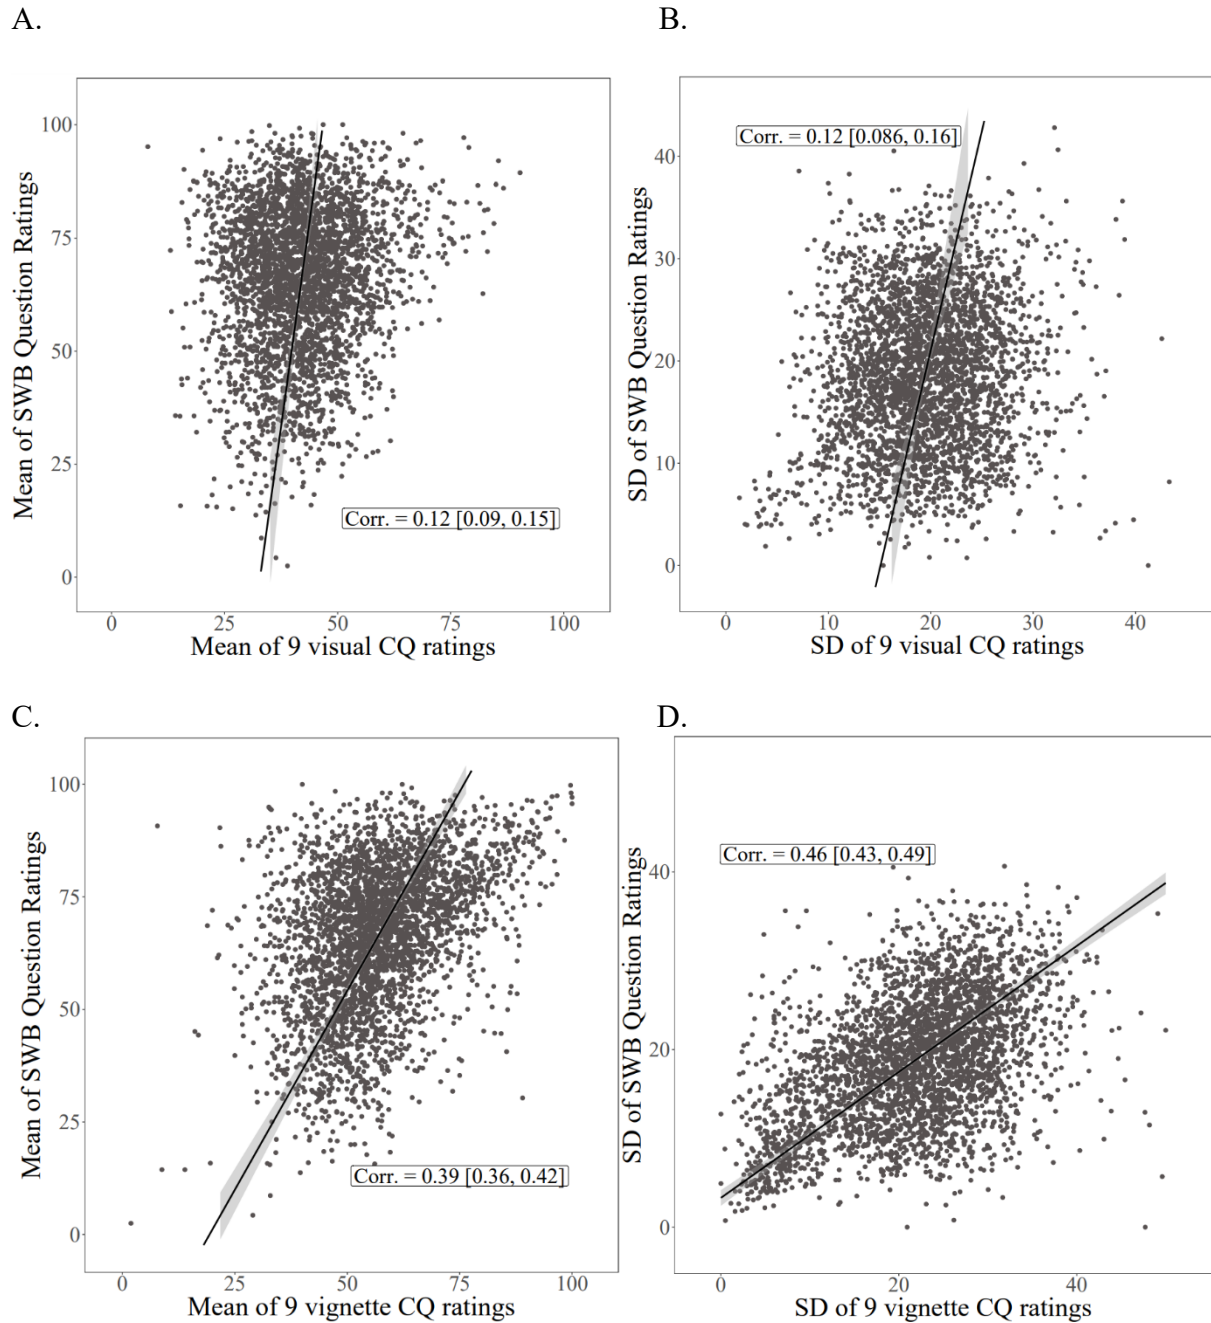 A.
Mean of SWB Question Ratings
100
75
50
25
0
Corr. = 0.12 [0.09, 0.15]
0 25 50 75 100
Mean of 9 visual CQ ratings
B.
SD of SWB Question Ratings
40
30
20
10
0
Corr. = 0.12 [0.086, 0.16]
0 10 20 30 40
SD of 9 visual CQ ratings
C.
Mean of SWB Question Ratings
100
75
50
25
0
Corr. = 0.39 [0.36, 0.42]
0 25 50 75 100
Mean of 9 vignette CQ ratings
D.
SD of SWB Question Ratings
40
30
20
10
0
Corr. = 0.46 [0.43, 0.49]
0 20 40
SD of 9 vignette CQ ratings